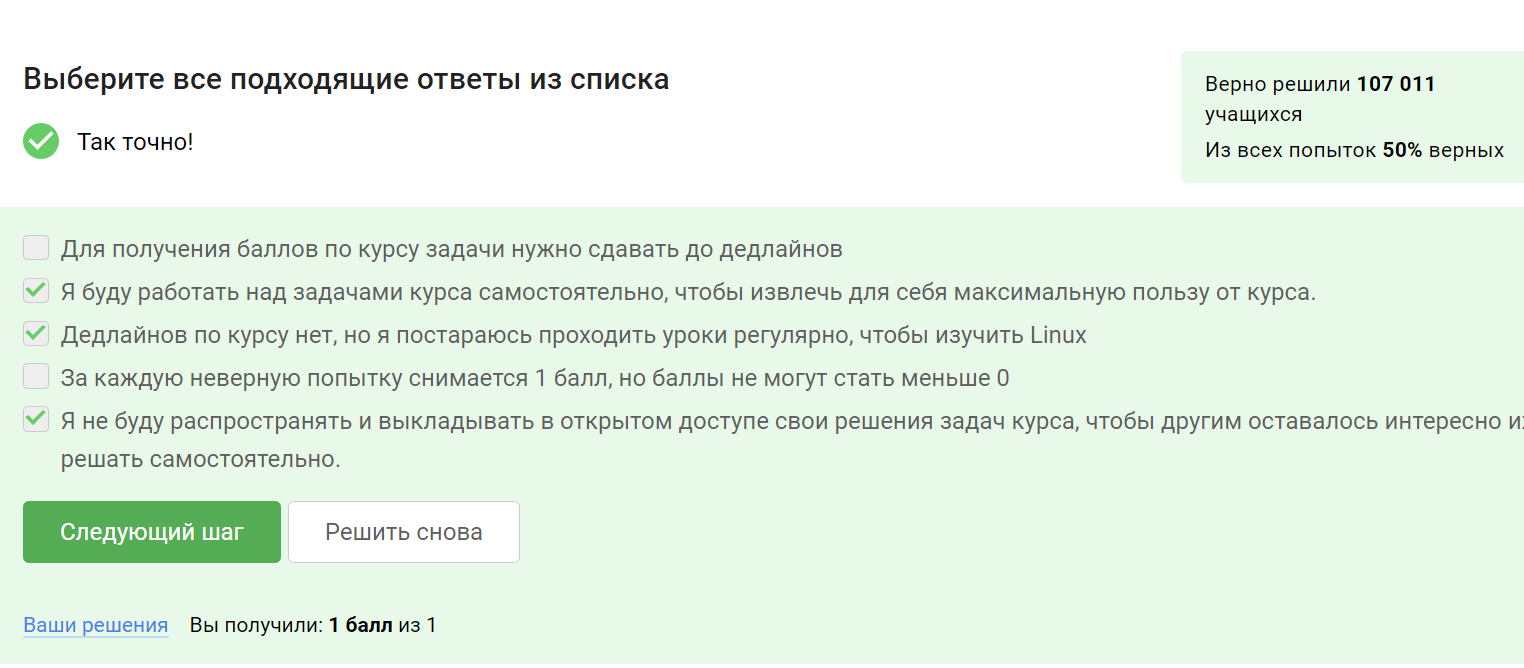 Выберите все подходящие ответы из списка
Так точно!
Верно решили 107 011
учащихся
Из всех попыток 50% верных
Для получения баллов по курсу задачи нужно сдавать до дедлайнов
Я буду работать над задачами курса самостоятельно, чтобы извлечь для себя максимальную пользу от курса.
Дедлайнов по курсу нет, но я постараюсь проходить уроки регулярно, чтобы изучить Linux
За каждую неверную попытку снимается 1 балл, но баллы не могут стать меньше 0
Я не буду распространять и выкладывать в открытом доступе свои решения задач курса, чтобы другим оставалось интересно
решать самостоятельно.
Следующий шаг
Решить снова
Ваши решения Вы получили: 1 балл из 1